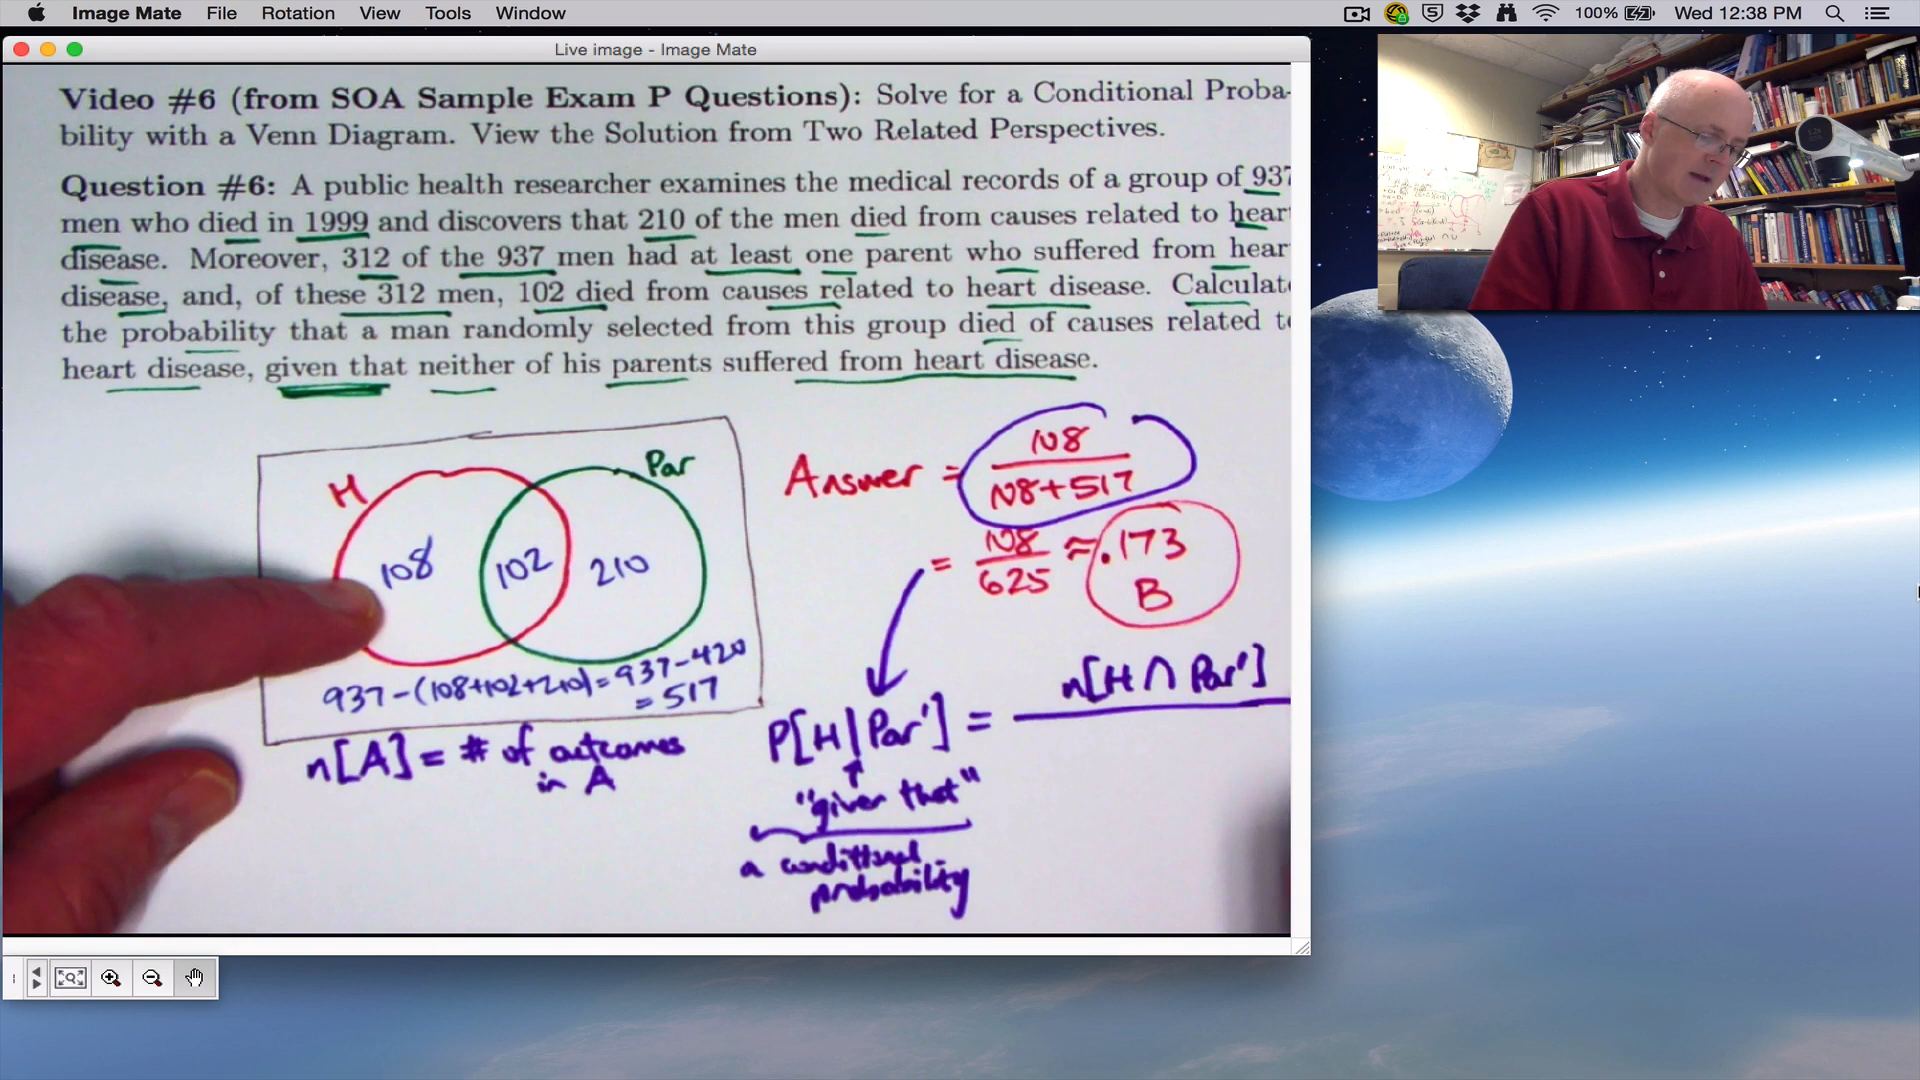 Image Mate File Rotation View Tools Window 100% Wed 12:38 PM
Live image - Image Mate
Video #6 (from SOA Sample Exam P Questions): Solve for a Conditional Proba-
bility with a Venn Diagram. View the Solution from Two Related Perspectives.
Question #6: A public health researcher examines the medical records of a group of 937
men who died in 1999 and discovers that 210 of the men died from causes related to heart
disease. Moreover, 312 of the 937 men had at least one parent who suffered from hear
disease, and, of these 312 men, 102 died from causes related to heart disease. Calculat
the probability that a man randomly selected from this group died of causes related t
heart disease, given that neither of his parents suffered from heart disease.
H Par
108 102 210
937-(108+102+210)=937-420
=517
n[A] = # of outcomes
in A
Answer = 108
108+517
= 108 ≈ .173
625 B
P[H|Par'] = n[H ∩ Par']
"given that"
a conditional
probability